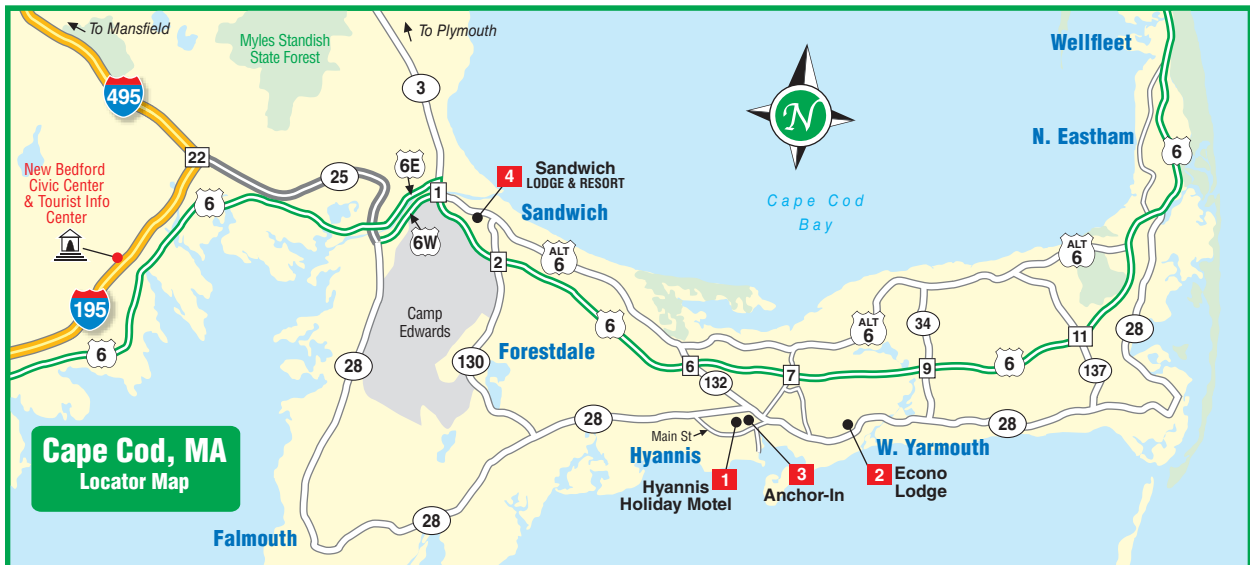 To Mansfield
To Plymouth
Myles Standish
State Forest
Wellfleet
495
3
N
N. Eastham
22
New Bedford
Civic Center
& Tourist Info
Center
25
6E
6
1
4
Sandwich
LODGE & RESORT
6
Cape Cod
Bay
Sandwich
6W
ALT
6
2
ALT
6
195
Camp
Edwards
6
ALT
6
34
28
6
11
Forestdale
130
28
6
132
7
9
6
137
28
Main St
28
Cape Cod, MA
Locator Map
Hyannis
W. Yarmouth
1
Hyannis
Holiday Motel
3
Anchor-In
2
Econo
Lodge
28
Falmouth